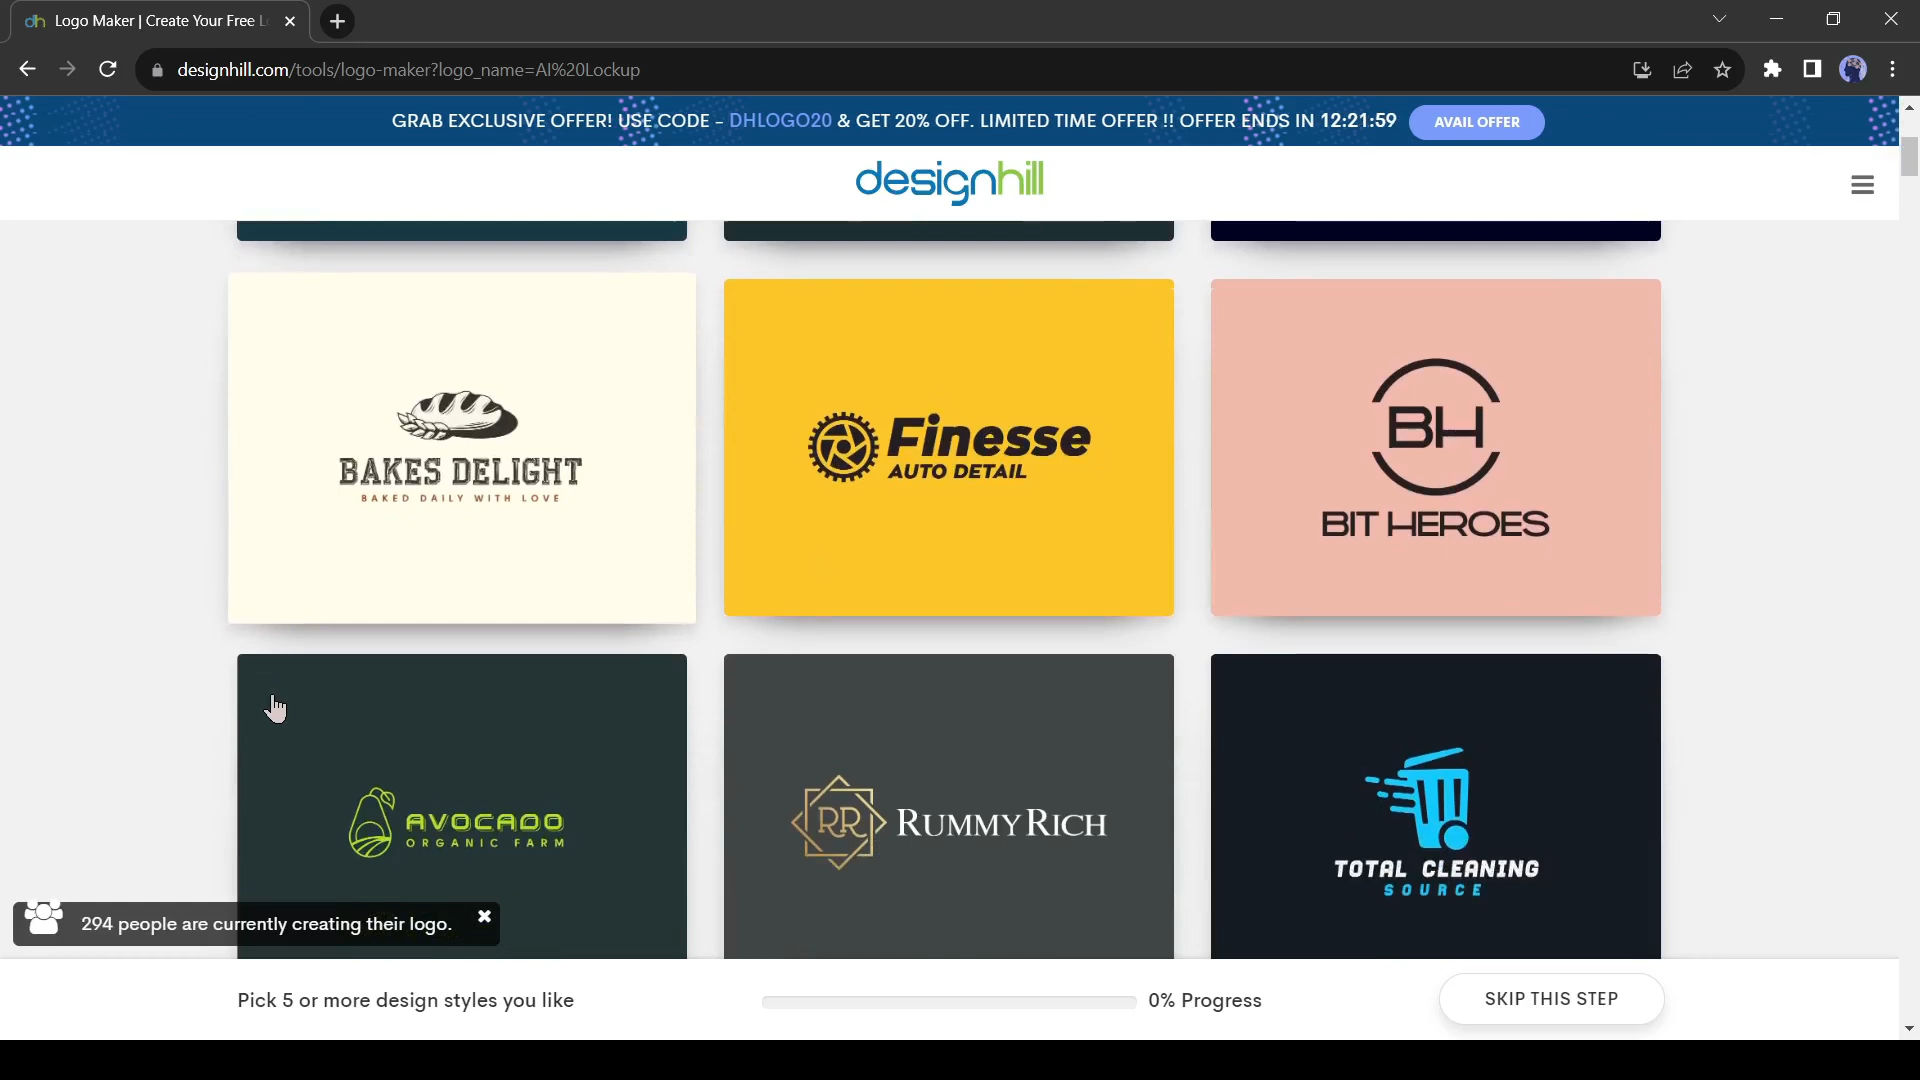 dh Logo Maker | Create Your Free L
designhill.com/tools/logo-maker?logo_name=AI%20Lockup
GRAB EXCLUSIVE OFFER! USE CODE - DHLOGO20 & GET 20% OFF. LIMITED TIME OFFER !! OFFER ENDS IN 12:21:59 AVAIL OFFER
designhill
BAKES DELIGHT
BAKED DAILY WITH LOVE
Finesse
AUTO DETAIL
BH
BIT HEROES
AVOCADO
ORGANIC FARM
RR RUMMY RICH
TOTAL CLEANING
SOURCE
294 people are currently creating their logo.
Pick 5 or more design styles you like 0% Progress SKIP THIS STEP